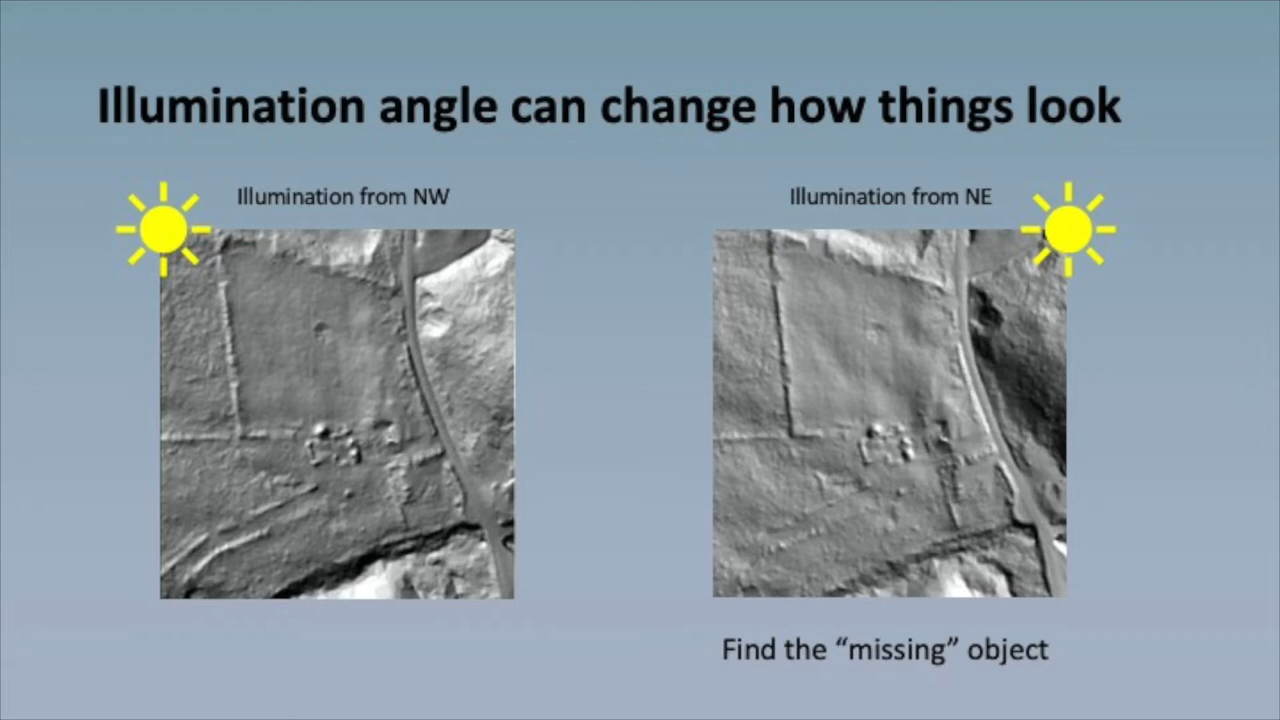 Illumination angle can change how things look
Illumination from NW
Illumination from NE
Find the “missing” object